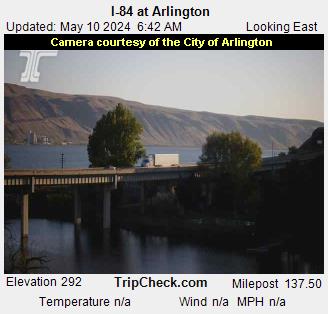 I-84 at Arlington
Updated: May 10 2024 6:42 AM Looking East
Camera courtesy of the City of Arlington
Elevation 292 TripCheck.com Milepost 137.50
Temperature n/a Wind n/a MPH n/a